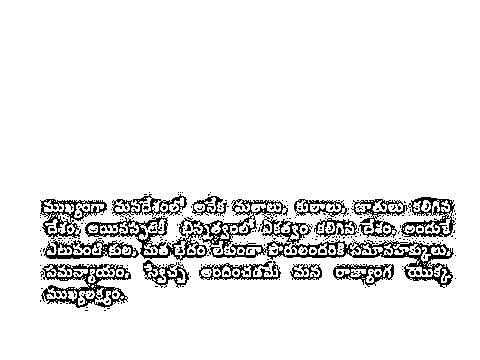 ముఖ్యంగా మనదేశంలో అనేక మతాలు, కులాలు, జాతులు కలిగిన
దేశం. అయినప్పటికీ భిన్నత్వంలో ఏకత్వం కలిగిన దేశం. అందుకే
ఎటువంటి కుల, మత భేదం లేకుండా పౌరులందరికీ సమానహక్కులు,
సమన్యాయం, స్వేచ్ఛ అందించడమే మన రాజ్యాంగ యొక్క
ముఖ్యలక్ష్యం.